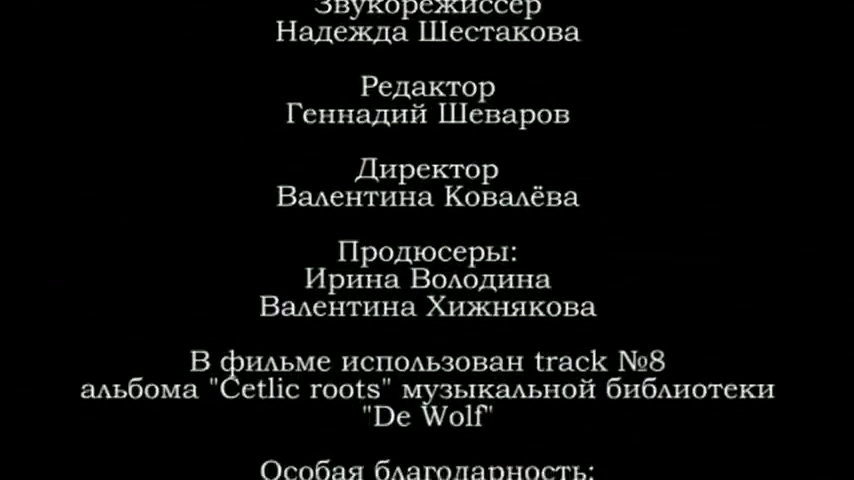 Звукорежиссер
Надежда Шестакова
Редактор
Геннадий Шеваров
Директор
Валентина Ковалёва
Продюсеры:
Ирина Володина
Валентина Хижнякова
В фильме использован track №8
альбома "Cetlic roots" музыкальной библиотеки
"De Wolf"
Особая благодарность: